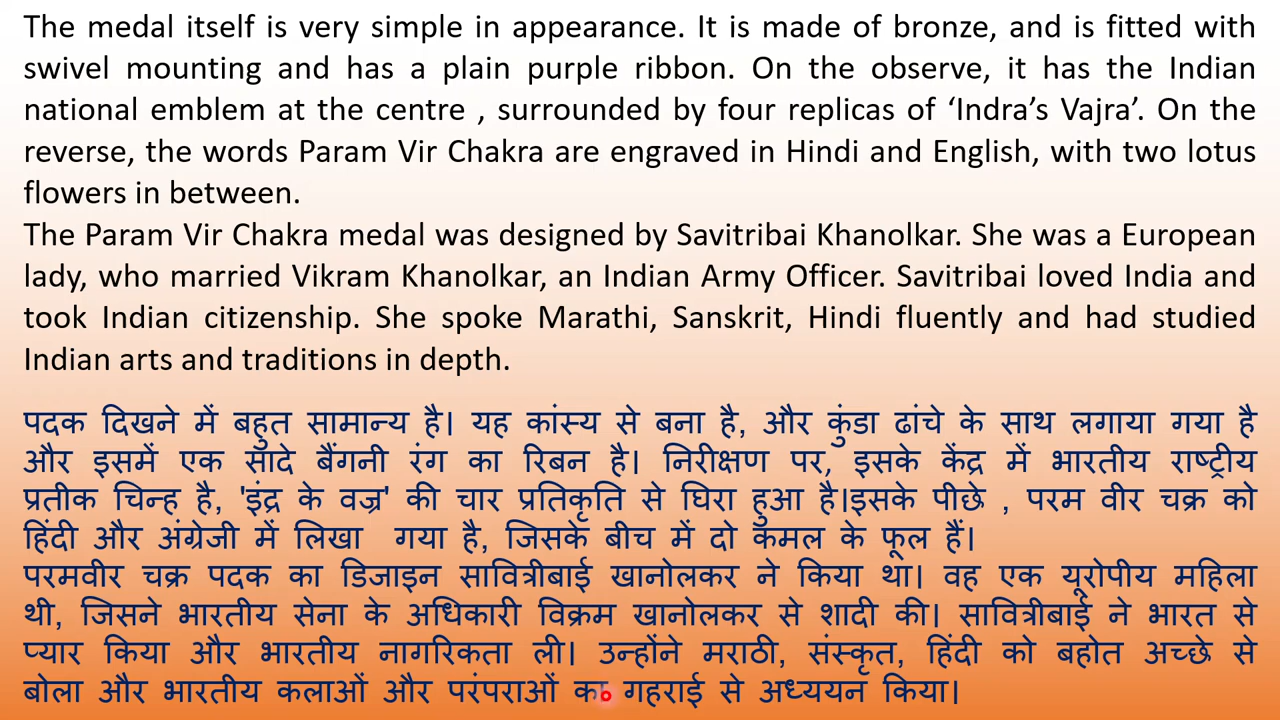 The medal itself is very simple in appearance. It is made of bronze, and is fitted with
swivel mounting and has a plain purple ribbon. On the observe, it has the Indian
national emblem at the centre , surrounded by four replicas of ‘Indra’s Vajra’. On the
reverse, the words Param Vir Chakra are engraved in Hindi and English, with two lotus
flowers in between.
The Param Vir Chakra medal was designed by Savitribai Khanolkar. She was a European
lady, who married Vikram Khanolkar, an Indian Army Officer. Savitribai loved India and
took Indian citizenship. She spoke Marathi, Sanskrit, Hindi fluently and had studied
Indian arts and traditions in depth.
पदक दिखने में बहुत सामान्य है। यह कांस्य से बना है, और कुंडा ढांचे के साथ लगाया गया है
और इसमें एक सादे बैंगनी रंग का रिबन है। निरीक्षण पर, इसके केंद्र में भारतीय राष्ट्रीय
प्रतीक चिन्ह है, 'इंद्र के वज्र' की चार प्रतिकृति से घिरा हुआ है।इसके पीछे , परम वीर चक्र को
हिंदी और अंग्रेजी में लिखा गया है, जिसके बीच में दो कमल के फूल हैं।
परमवीर चक्र पदक का डिजाइन सावित्रीबाई खानोलकर ने किया था। वह एक यूरोपीय महिला
थी, जिसने भारतीय सेना के अधिकारी विक्रम खानोलकर से शादी की। सावित्रीबाई ने भारत से
प्यार किया और भारतीय नागरिकता ली। उन्होंने मराठी, संस्कृत, हिंदी को बहोत अच्छे से
बोला और भारतीय कलाओं और परंपराओं का गहराई से अध्ययन किया।